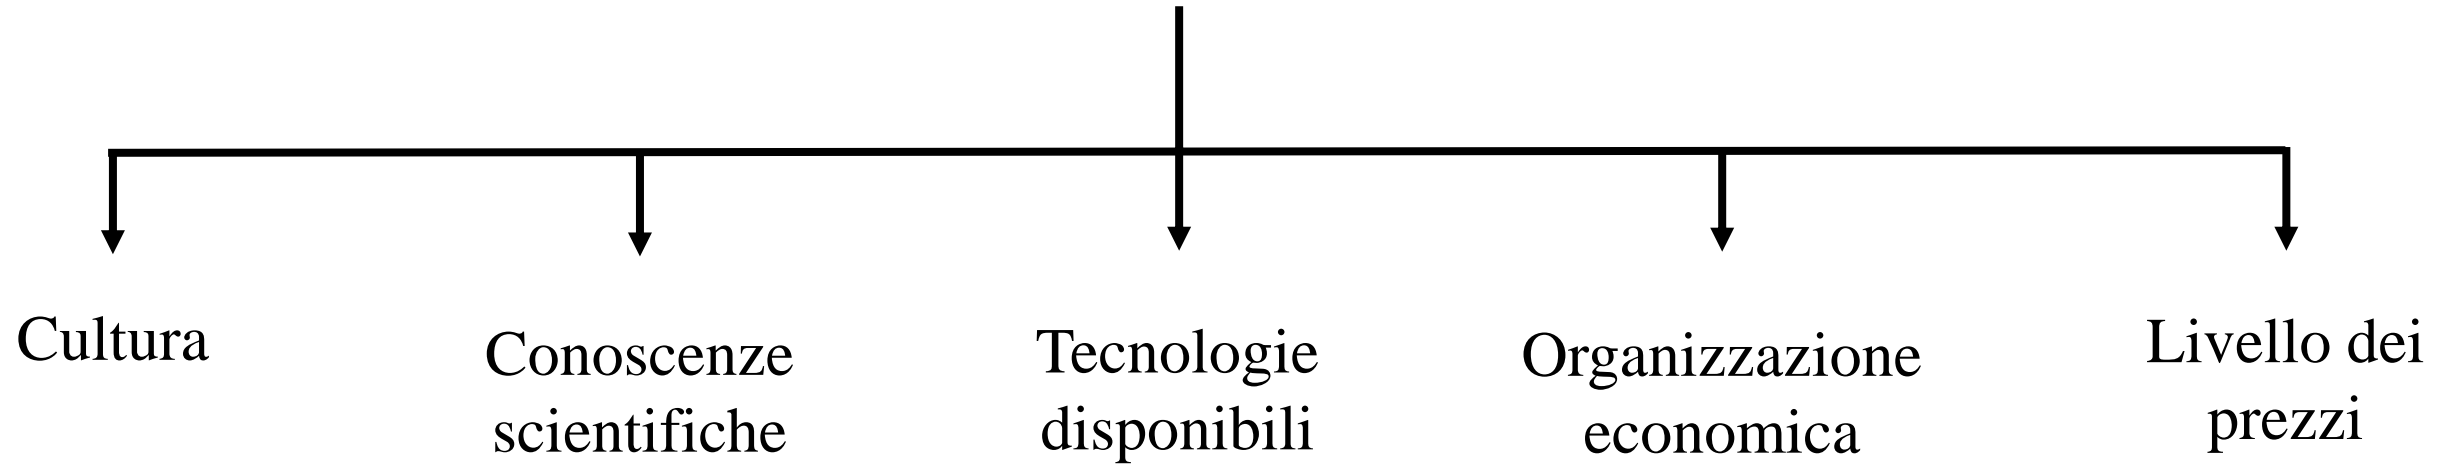 Cultura
Conoscenze
scientifiche
Tecnologie
disponibili
Organizzazione
economica
Livello dei
prezzi